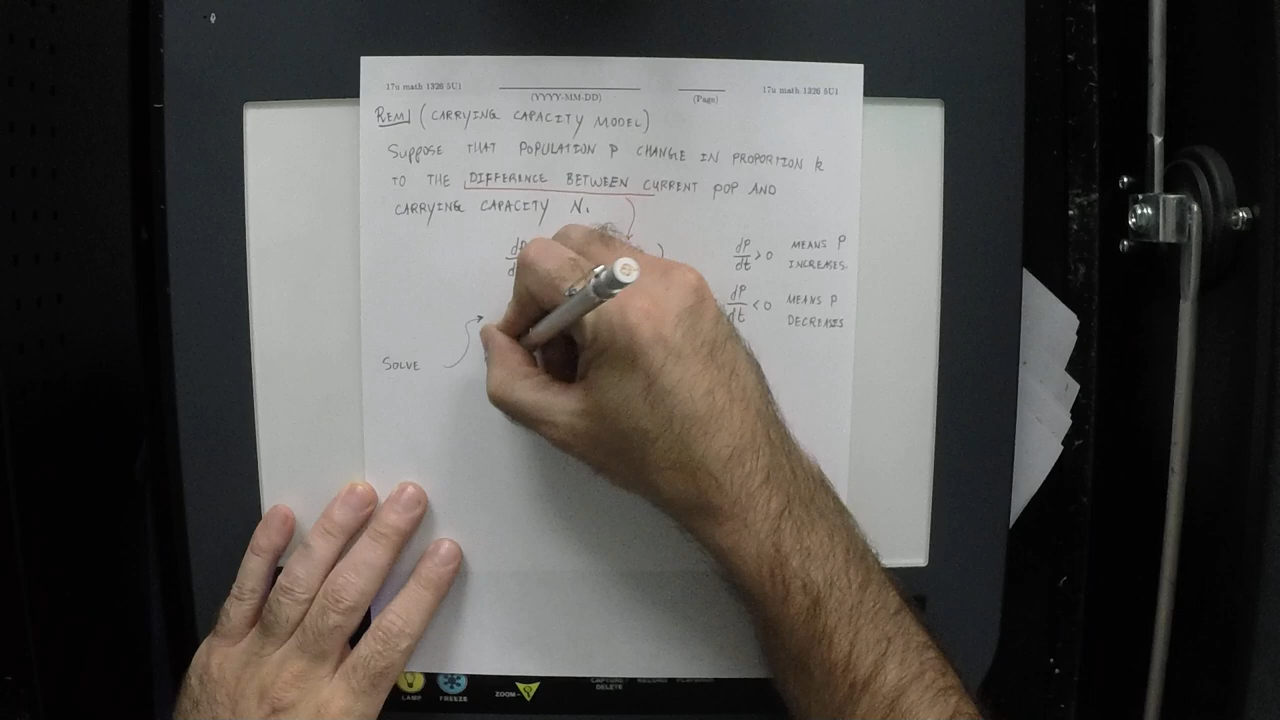 17u math 1326 5U1 (YYYY-MM-DD) (Page) 17u math 1326 5U1
REM (CARRYING CAPACITY MODEL)
SUPPOSE THAT POPULATION P CHANGE IN PROPORTION k
TO THE DIFFERENCE BETWEEN CURRENT POP AND
CARRYING CAPACITY N.
dP/dt > 0 MEANS P
INCREASES.
dP/dt < 0 MEANS P
DECREASES
SOLVE
LAMP FREEZE ZOOM DELETE